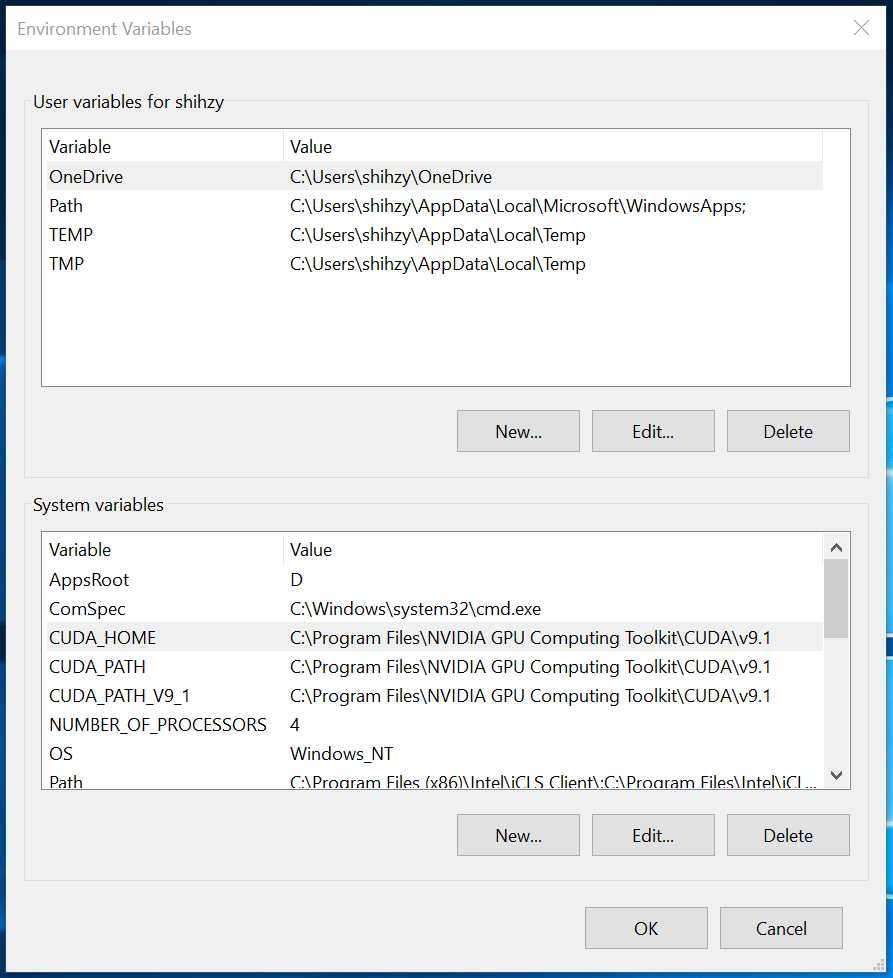 Environment Variables
User variables for shihzy
Variable Value
OneDrive C:\Users\shihzy\OneDrive
Path C:\Users\shihzy\AppData\Local\Microsoft\WindowsApps;
TEMP C:\Users\shihzy\AppData\Local\Temp
TMP C:\Users\shihzy\AppData\Local\Temp
New... Edit... Delete
System variables
Variable Value
AppsRoot D
ComSpec C:\Windows\system32\cmd.exe
CUDA_HOME C:\Program Files\NVIDIA GPU Computing Toolkit\CUDA\v9.1
CUDA_PATH C:\Program Files\NVIDIA GPU Computing Toolkit\CUDA\v9.1
CUDA_PATH_V9_1 C:\Program Files\NVIDIA GPU Computing Toolkit\CUDA\v9.1
NUMBER_OF_PROCESSORS 4
OS Windows_NT
Path C:\Program Files (x86)\Intel\iCLS Client\;C:\Program Files\Intel\iCL...
New... Edit... Delete
OK Cancel